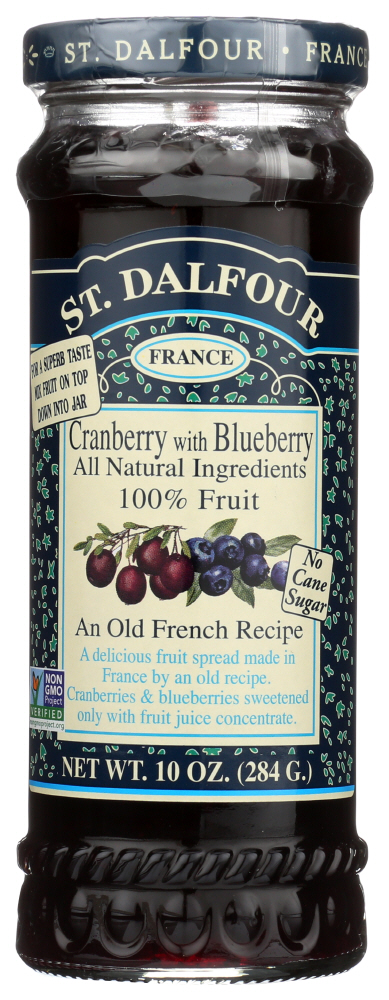 ST. DALFOUR • FRANCE
ST. DALFOUR
FRANCE
FOR A SUPERB TASTE
MIX FRUIT ON TOP
DOWN INTO JAR
Cranberry with Blueberry
All Natural Ingredients
100% Fruit
No
Cane
Sugar
An Old French Recipe
A delicious fruit spread made in
France by an old recipe.
Cranberries & blueberries sweetened
only with fruit juice concentrate.
NON
GMO
Project
VERIFIED
nongmoproject.org
NET WT. 10 OZ. (284 G.)